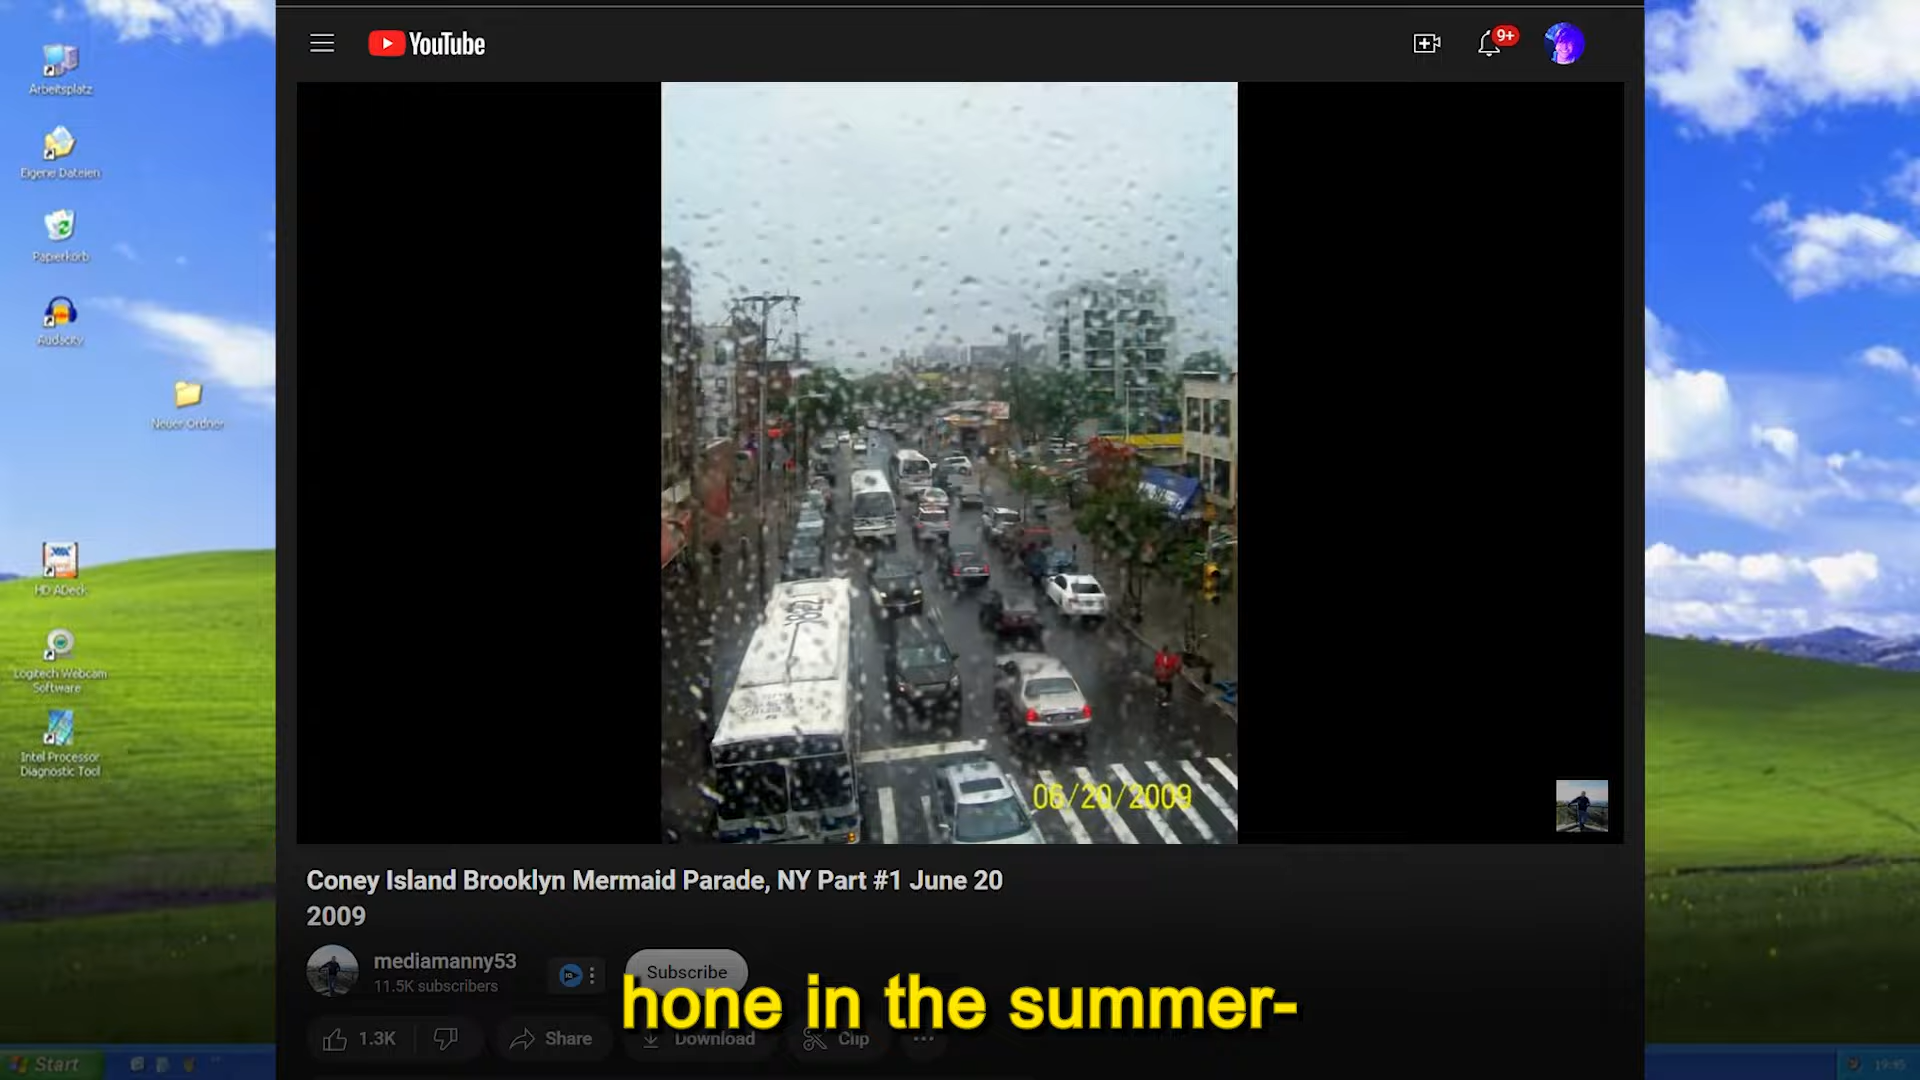 YouTube
9+
Arbeitsplatz
Eigene Dateien
Papierkorb
Audacity
Neuer Ordner
HD ADeck
Logitech Webcam
Software
Intel Processor
Diagnostic Tool
06/20/2009
Coney Island Brooklyn Mermaid Parade, NY Part #1 June 20
2009
mediamanny53
11.5K subscribers
Subscribe
hone in the summer-
1.3K
Share
Download
Clip
Start